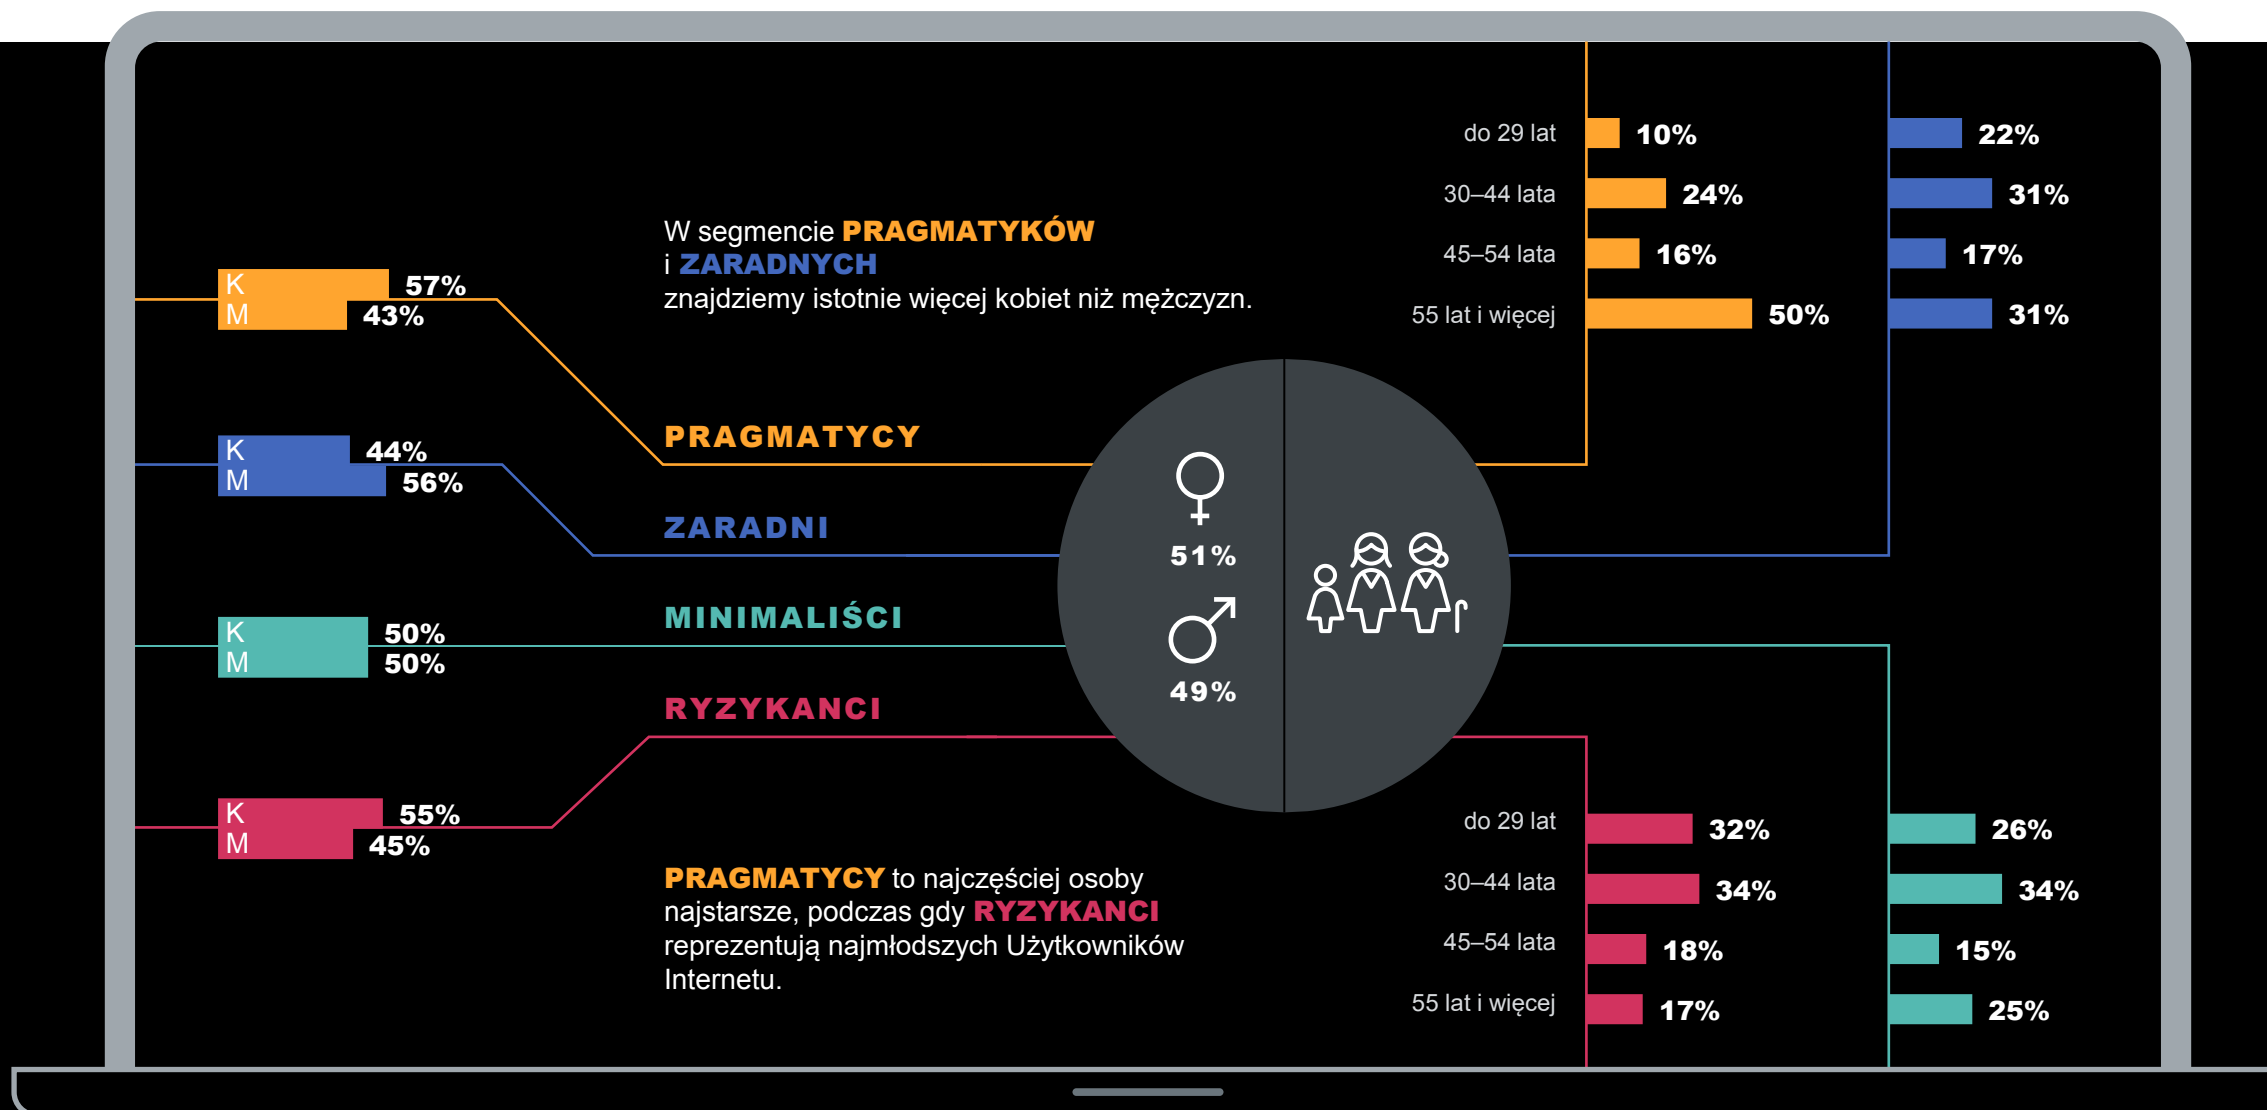 W segmencie PRAGMATYKÓW
i ZARADNYCH
znajdziemy istotnie więcej kobiet niż mężczyzn.
K 57%
M 43%
PRAGMATYCY
K 44%
M 56%
ZARADNI
K 50%
M 50%
MINIMALIŚCI
K 55%
M 45%
RYZYKANCI
51%
49%
do 29 lat 10% 22%
30–44 lata 24% 31%
45–54 lata 16% 17%
55 lat i więcej 50% 31%
PRAGMATYCY to najczęściej osoby
najstarsze, podczas gdy RYZYKANCI
reprezentują najmłodszych Użytkowników
Internetu.
do 29 lat 32% 26%
30–44 lata 34% 34%
45–54 lata 18% 15%
55 lat i więcej 17% 25%